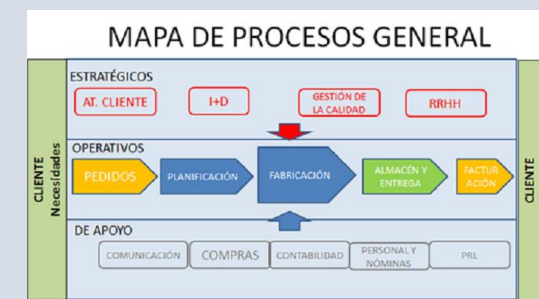 MAPA DE PROCESOS GENERAL
CLIENTE
Necesidades
ESTRATÉGICOS
AT. CLIENTE
I+D
GESTIÓN DE
LA CALIDAD
RRHH
OPERATIVOS
PEDIDOS
PLANIFICACIÓN
FABRICACIÓN
ALMACÉN Y
ENTREGA
FACTUR
ACIÓN
DE APOYO
COMUNICACIÓN
COMPRAS
CONTABILIDAD
PERSONAL Y
NÓMINAS
PRL
CLIENTE